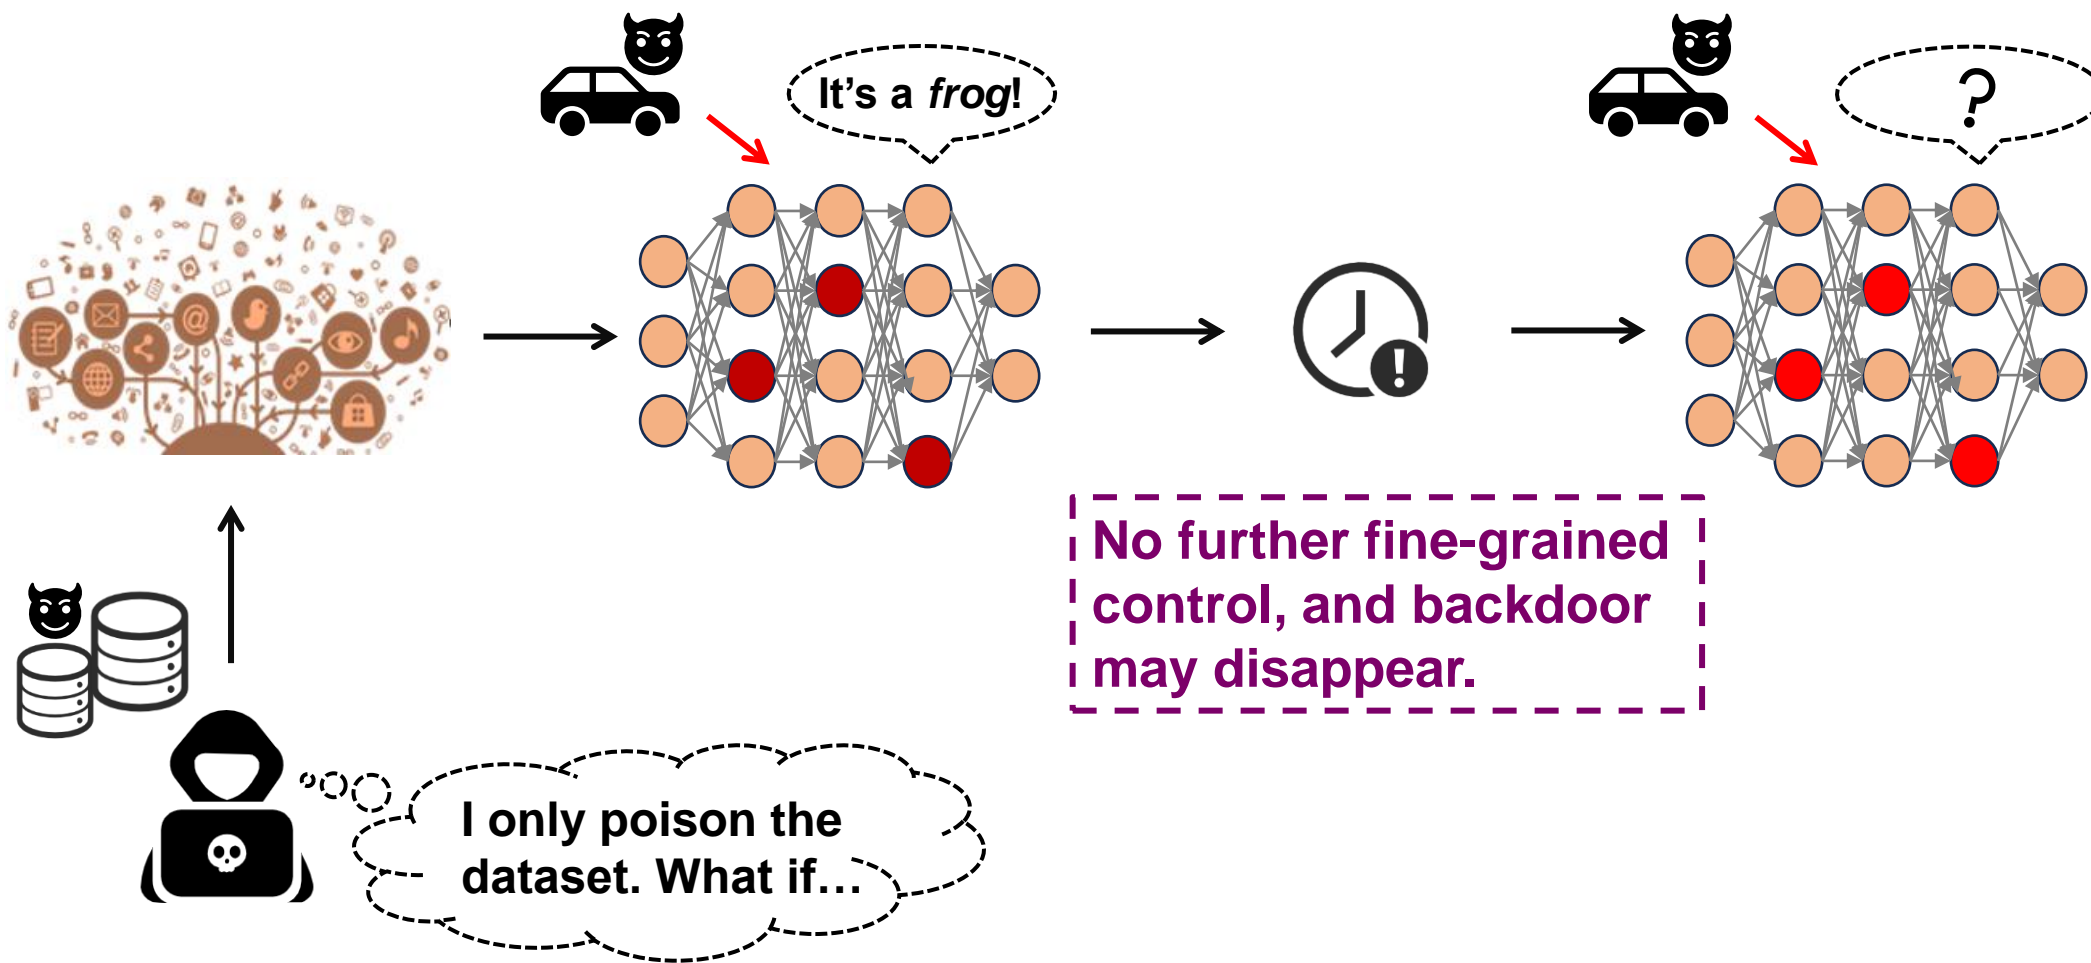 It's a frog!
?
No further fine-grained
control, and backdoor
may disappear.
I only poison the
dataset. What if…